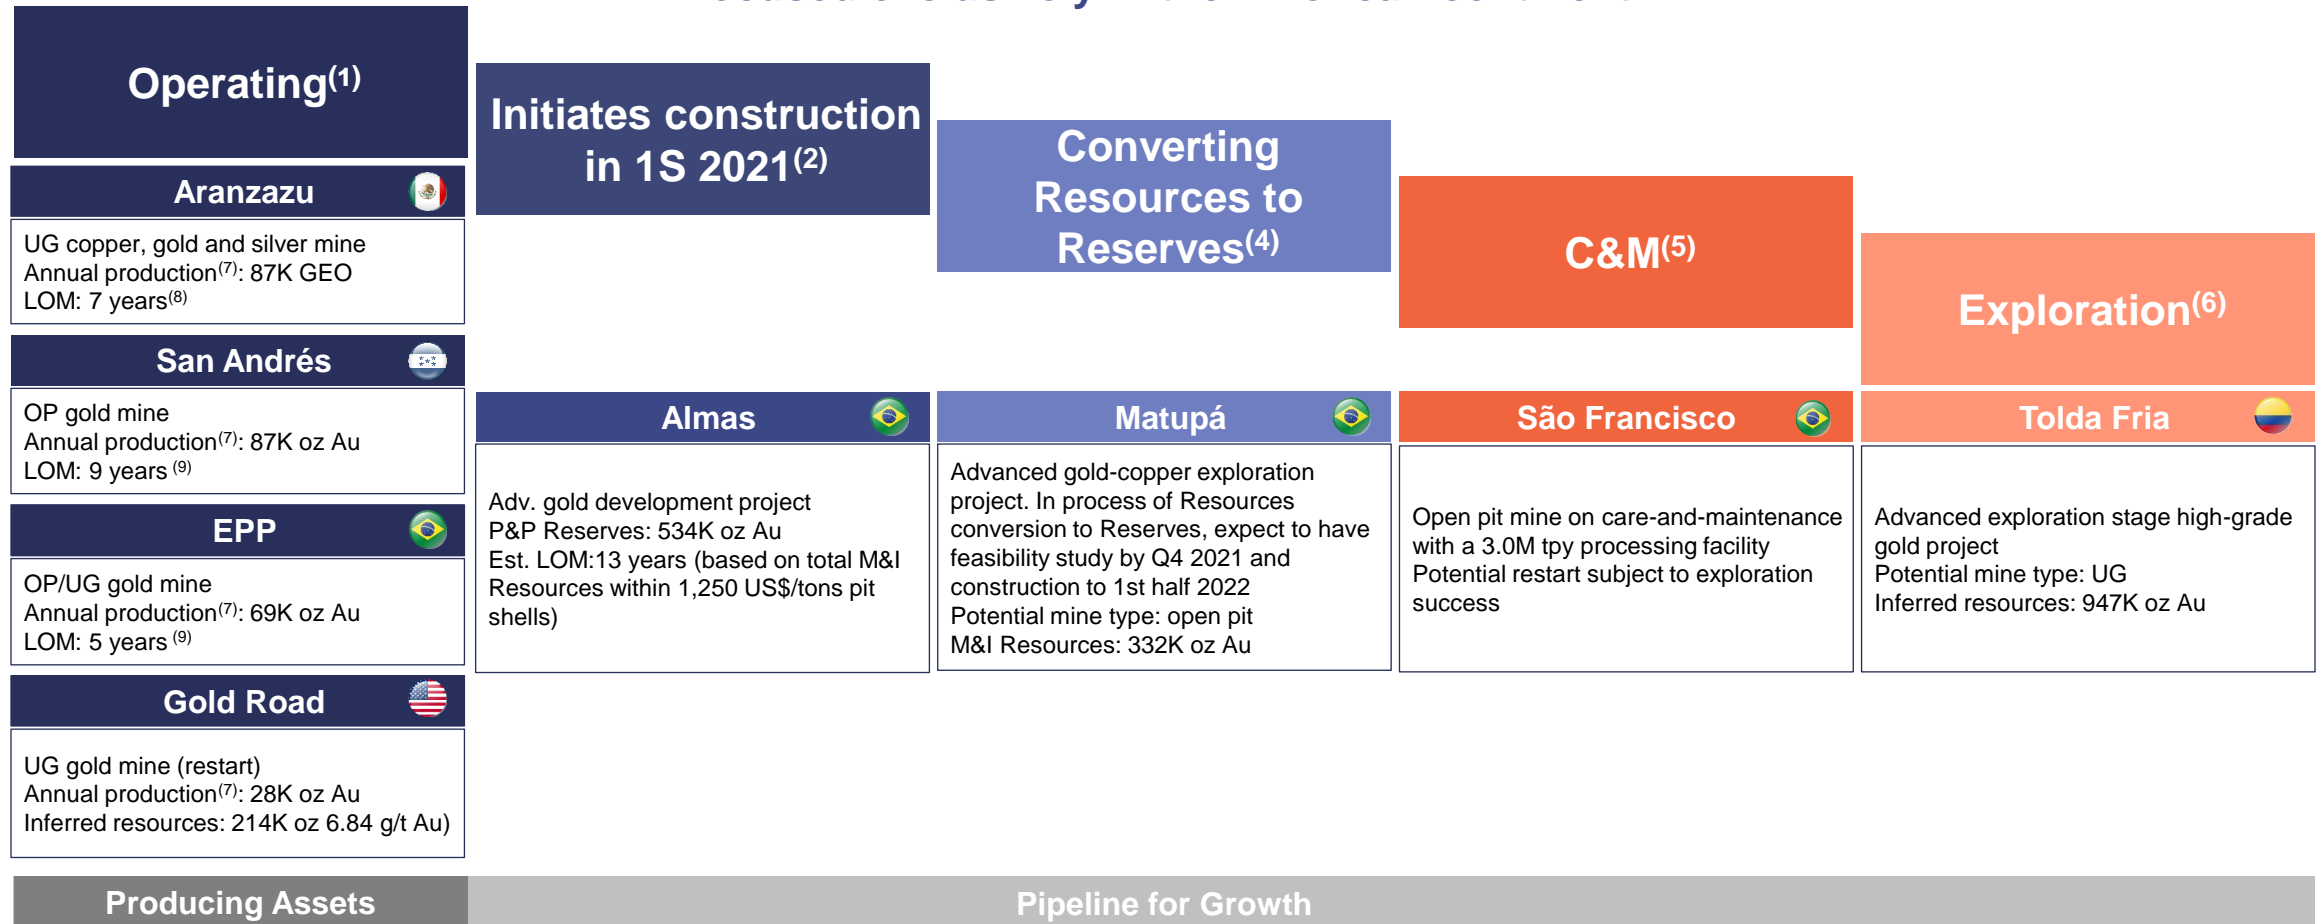 Operating(1)
Aranzazu
UG copper, gold and silver mine
Annual production(7): 87K GEO
LOM: 7 years(8)
San Andrés
OP gold mine
Annual production(7): 87K oz Au
LOM: 9 years (9)
EPP
OP/UG gold mine
Annual production(7): 69K oz Au
LOM: 5 years (9)
Gold Road
UG gold mine (restart)
Annual production(7): 28K oz Au
Inferred resources: 214K oz 6.84 g/t Au)
Initiates construction
in 1S 2021(2)
Almas
Adv. gold development project
P&P Reserves: 534K oz Au
Est. LOM:13 years (based on total M&I
Resources within 1,250 US$/tons pit
shells)
Converting
Resources to
Reserves(4)
Matupá
Advanced gold-copper exploration
project. In process of Resources
conversion to Reserves, expect to have
feasibility study by Q4 2021 and
construction to 1st half 2022
Potential mine type: open pit
M&I Resources: 332K oz Au
C&M(5)
São Francisco
Open pit mine on care-and-maintenance
with a 3.0M tpy processing facility
Potential restart subject to exploration
success
Exploration(6)
Tolda Fria
Advanced exploration stage high-grade
gold project
Potential mine type: UG
Inferred resources: 947K oz Au
Producing Assets
Pipeline for Growth